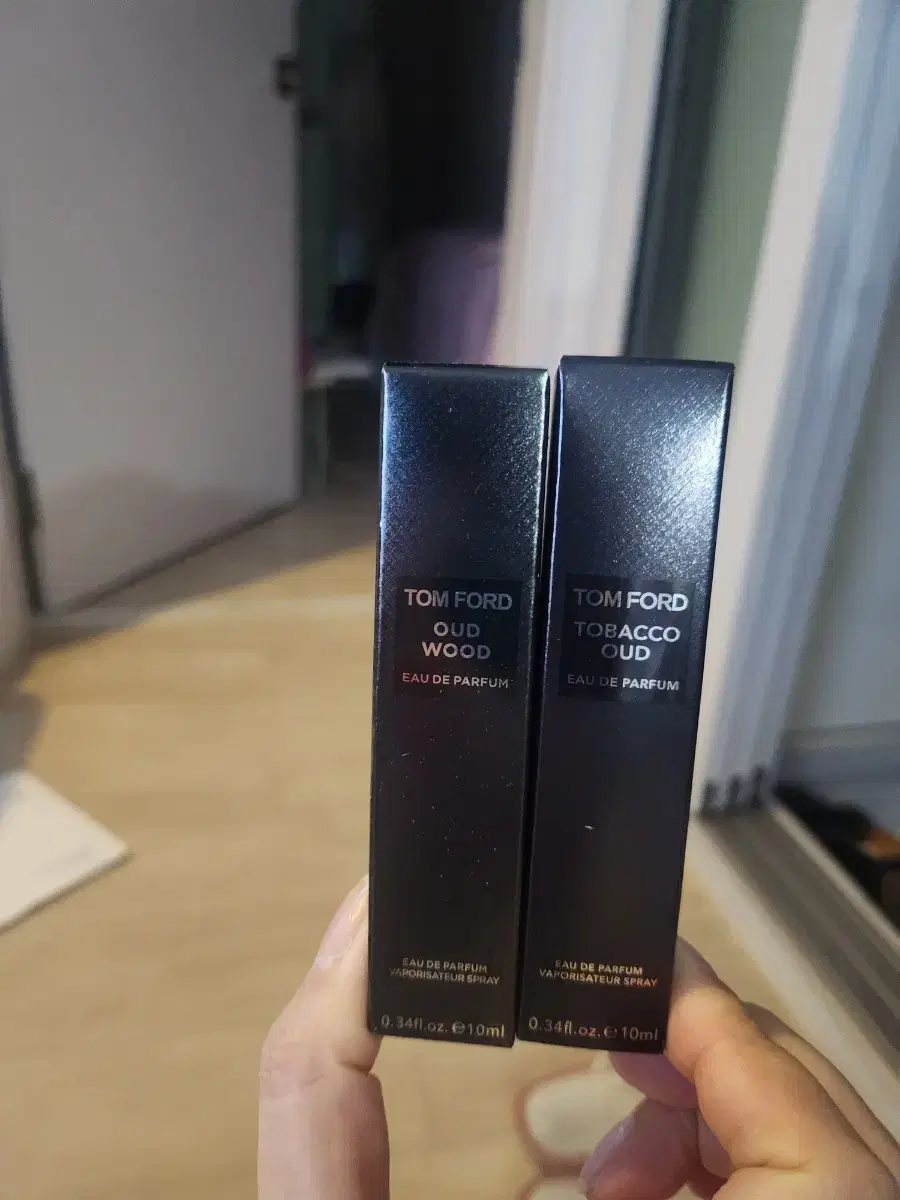 TOM FORD
OUD
WOOD
EAU DE PARFUM
EAU DE PARFUM
VAPORISATEUR SPRAY
0.34fl.oz. ℮10ml
TOM FORD
TOBACCO
OUD
EAU DE PARFUM
EAU DE PARFUM
VAPORISATEUR SPRAY
0.34fl.oz. ℮ 10ml